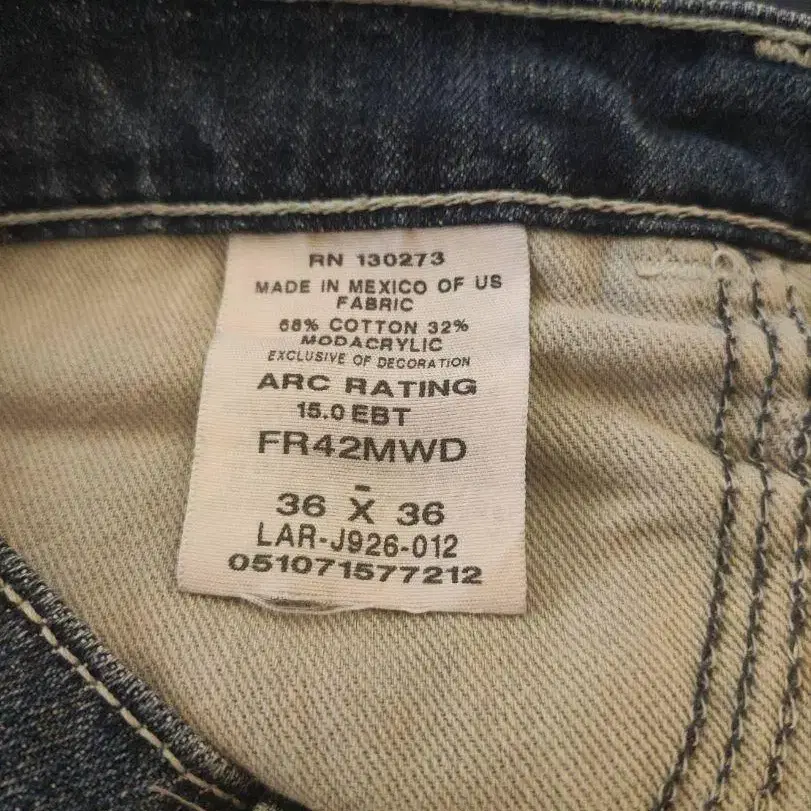 RN 130273
MADE IN MEXICO OF US
FABRIC
68% COTTON 32%
MODACRYLIC
EXCLUSIVE OF DECORATION
ARC RATING
15.0 EBT
FR42MWD
-
36 X 36
LAR-J926-012
051071577212